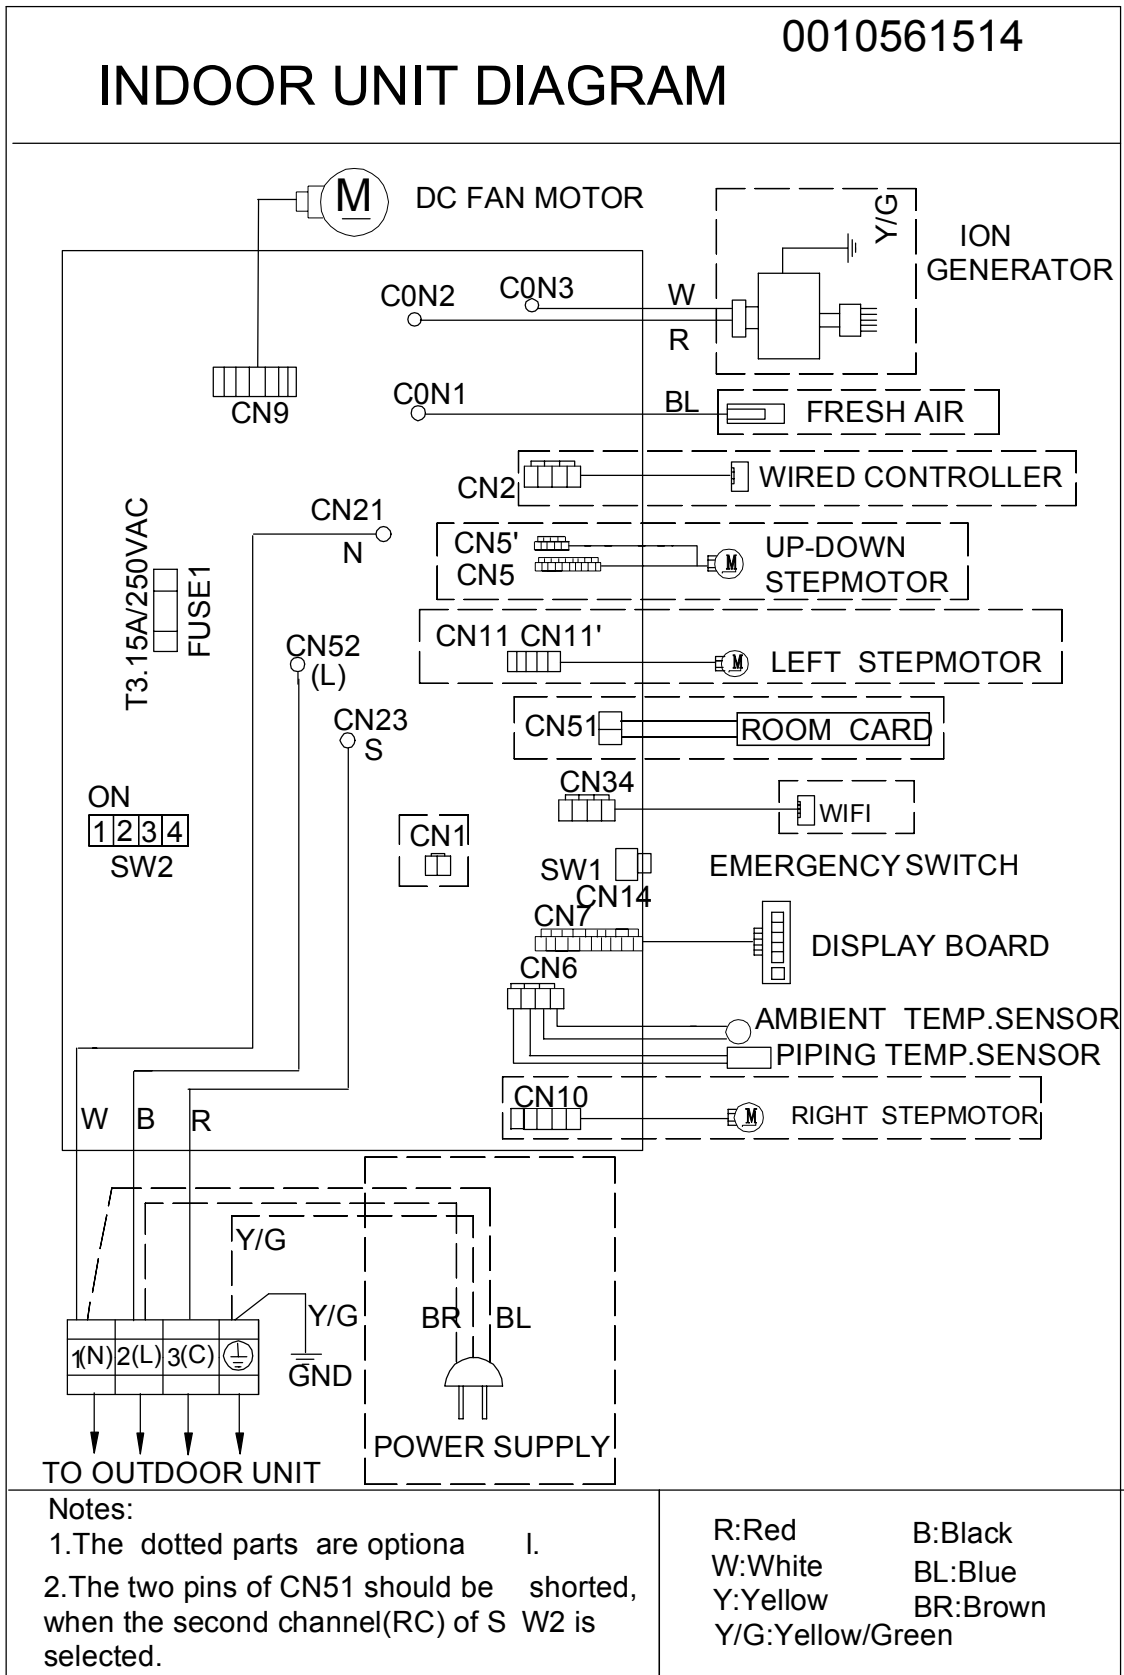 0010561514
INDOOR UNIT DIAGRAM
M
DC FAN MOTOR
Y/G
ION
GENERATOR
C0N2
C0N3
W
R
CN9
C0N1
BL
FRESH AIR
CN2
WIRED CONTROLLER
CN21
N
CN5'
CN5
M
UP-DOWN
STEPMOTOR
T3.15A/250VAC
FUSE1
CN52
(L)
CN11 CN11'
M
LEFT STEPMOTOR
CN23
S
CN51
ROOM CARD
ON
1 2 3 4
SW2
CN34
WIFI
CN1
SW1
EMERGENCY SWITCH
CN14
CN7
DISPLAY BOARD
CN6
AMBIENT TEMP.SENSOR
PIPING TEMP.SENSOR
CN10
M
RIGHT STEPMOTOR
W B R
Y/G
Y/G
BR
BL
1(N) 2(L) 3(C)
GND
POWER SUPPLY
TO OUTDOOR UNIT
Notes:
1.The dotted parts are optiona l.
2.The two pins of CN51 should be shorted,
when the second channel(RC) of S W2 is
selected.
R:Red B:Black
W:White BL:Blue
Y:Yellow BR:Brown
Y/G:Yellow/Green